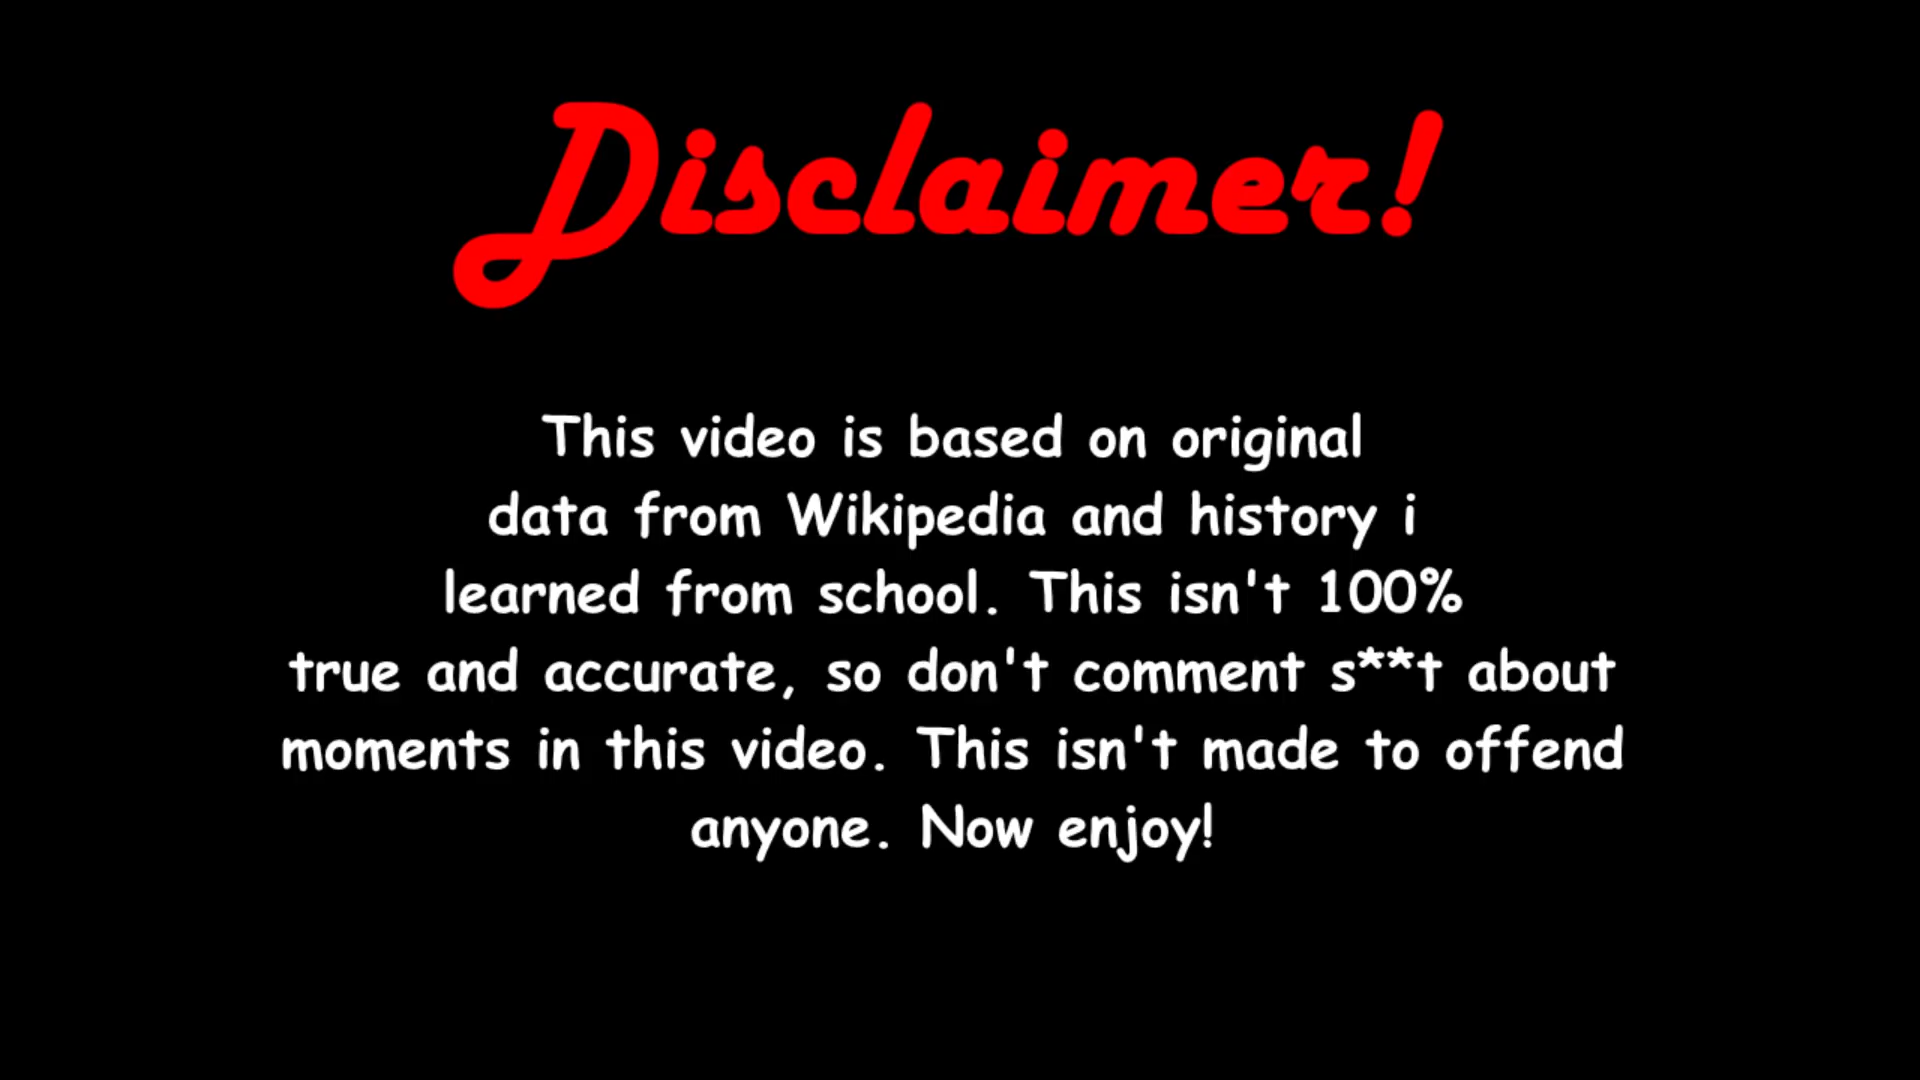 Disclaimer!
This video is based on original
data from Wikipedia and history i
learned from school. This isn't 100%
true and accurate, so don't comment s**t about
moments in this video. This isn't made to offend
anyone. Now enjoy!